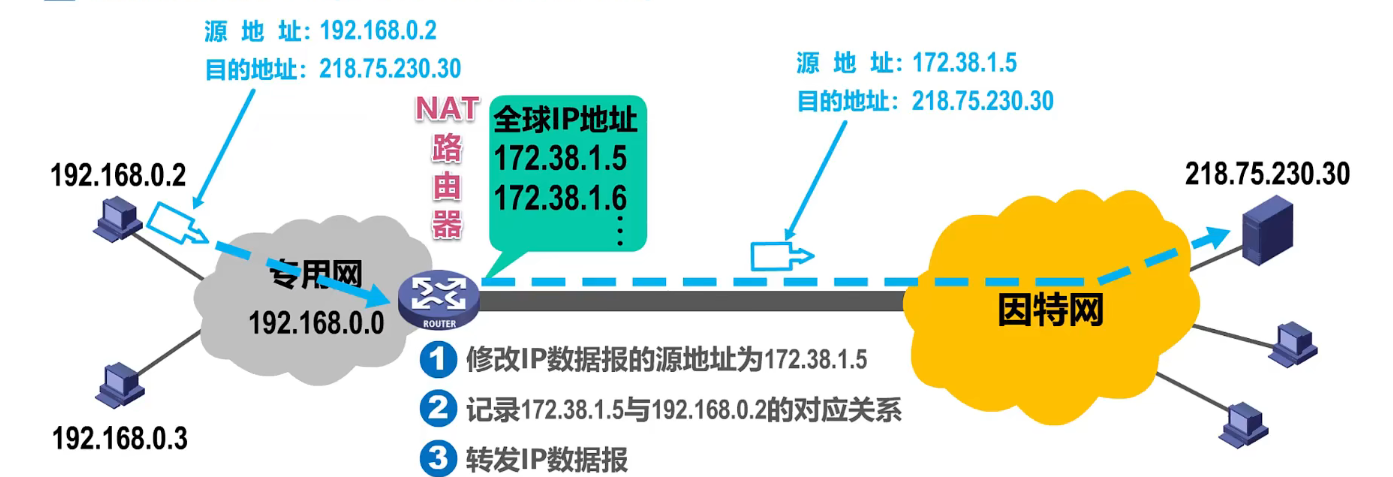 源 地 址：192.168.0.2
目的地址：218.75.230.30
源 地 址：172.38.1.5
目的地址：218.75.230.30
NAT
路
由
器
全球IP地址
172.38.1.5
172.38.1.6
⋮
192.168.0.2
218.75.230.30
专用网
192.168.0.0
ROUTER
因特网
192.168.0.3
1 修改IP数据报的源地址为172.38.1.5
2 记录172.38.1.5与192.168.0.2的对应关系
3 转发IP数据报